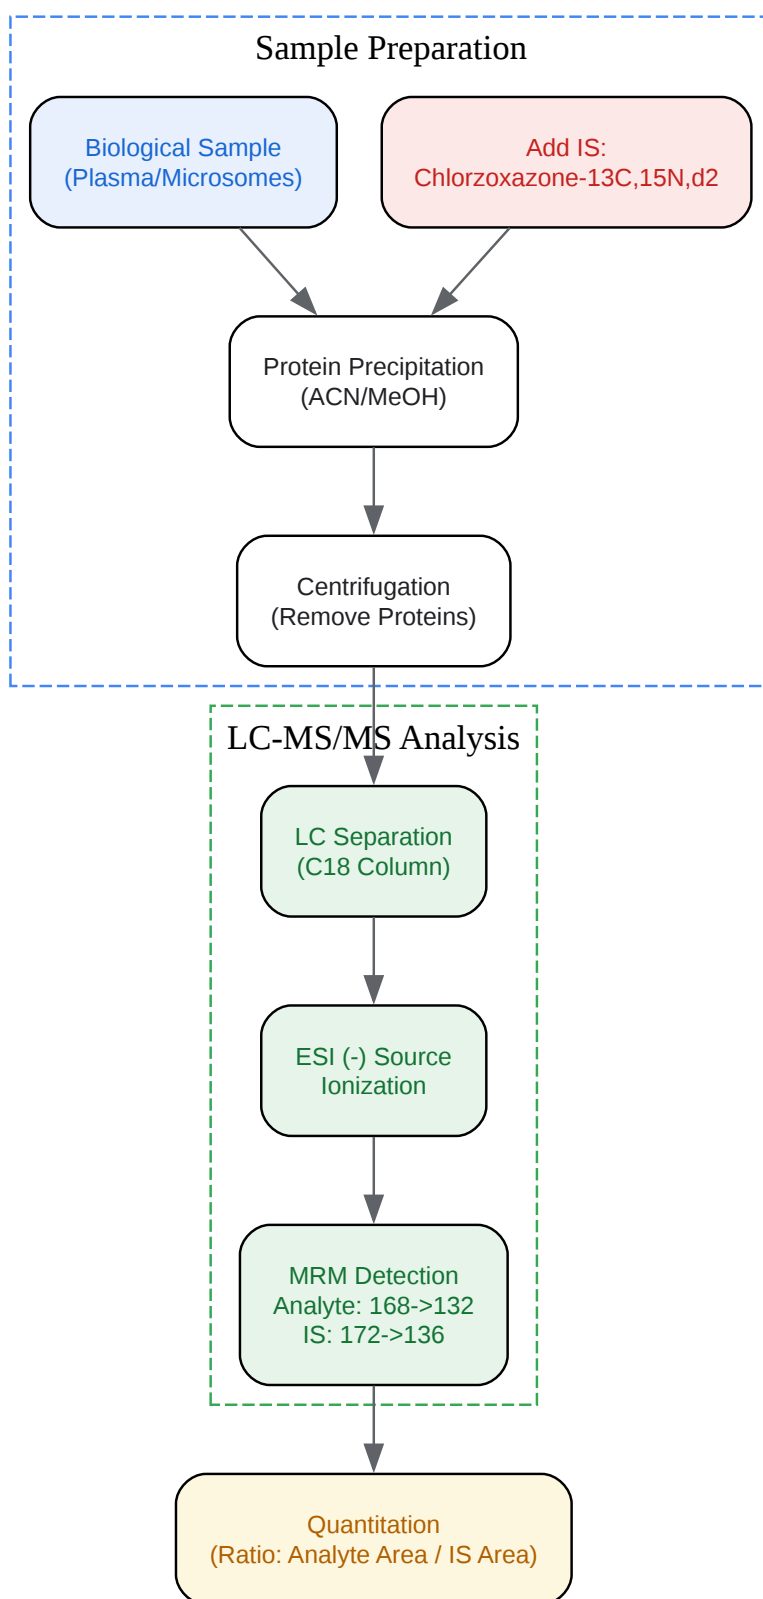 Sample Preparation
Biological Sample
(Plasma/Microsomes)
Add IS:
Chlorzoxazone-13C,15N,d2
Protein Precipitation
(ACN/MeOH)
Centrifugation
(Remove Proteins)
LC-MS/MS Analysis
LC Separation
(C18 Column)
ESI (-) Source
Ionization
MRM Detection
Analyte: 168->132
IS: 172->136
Quantitation
(Ratio: Analyte Area / IS Area)